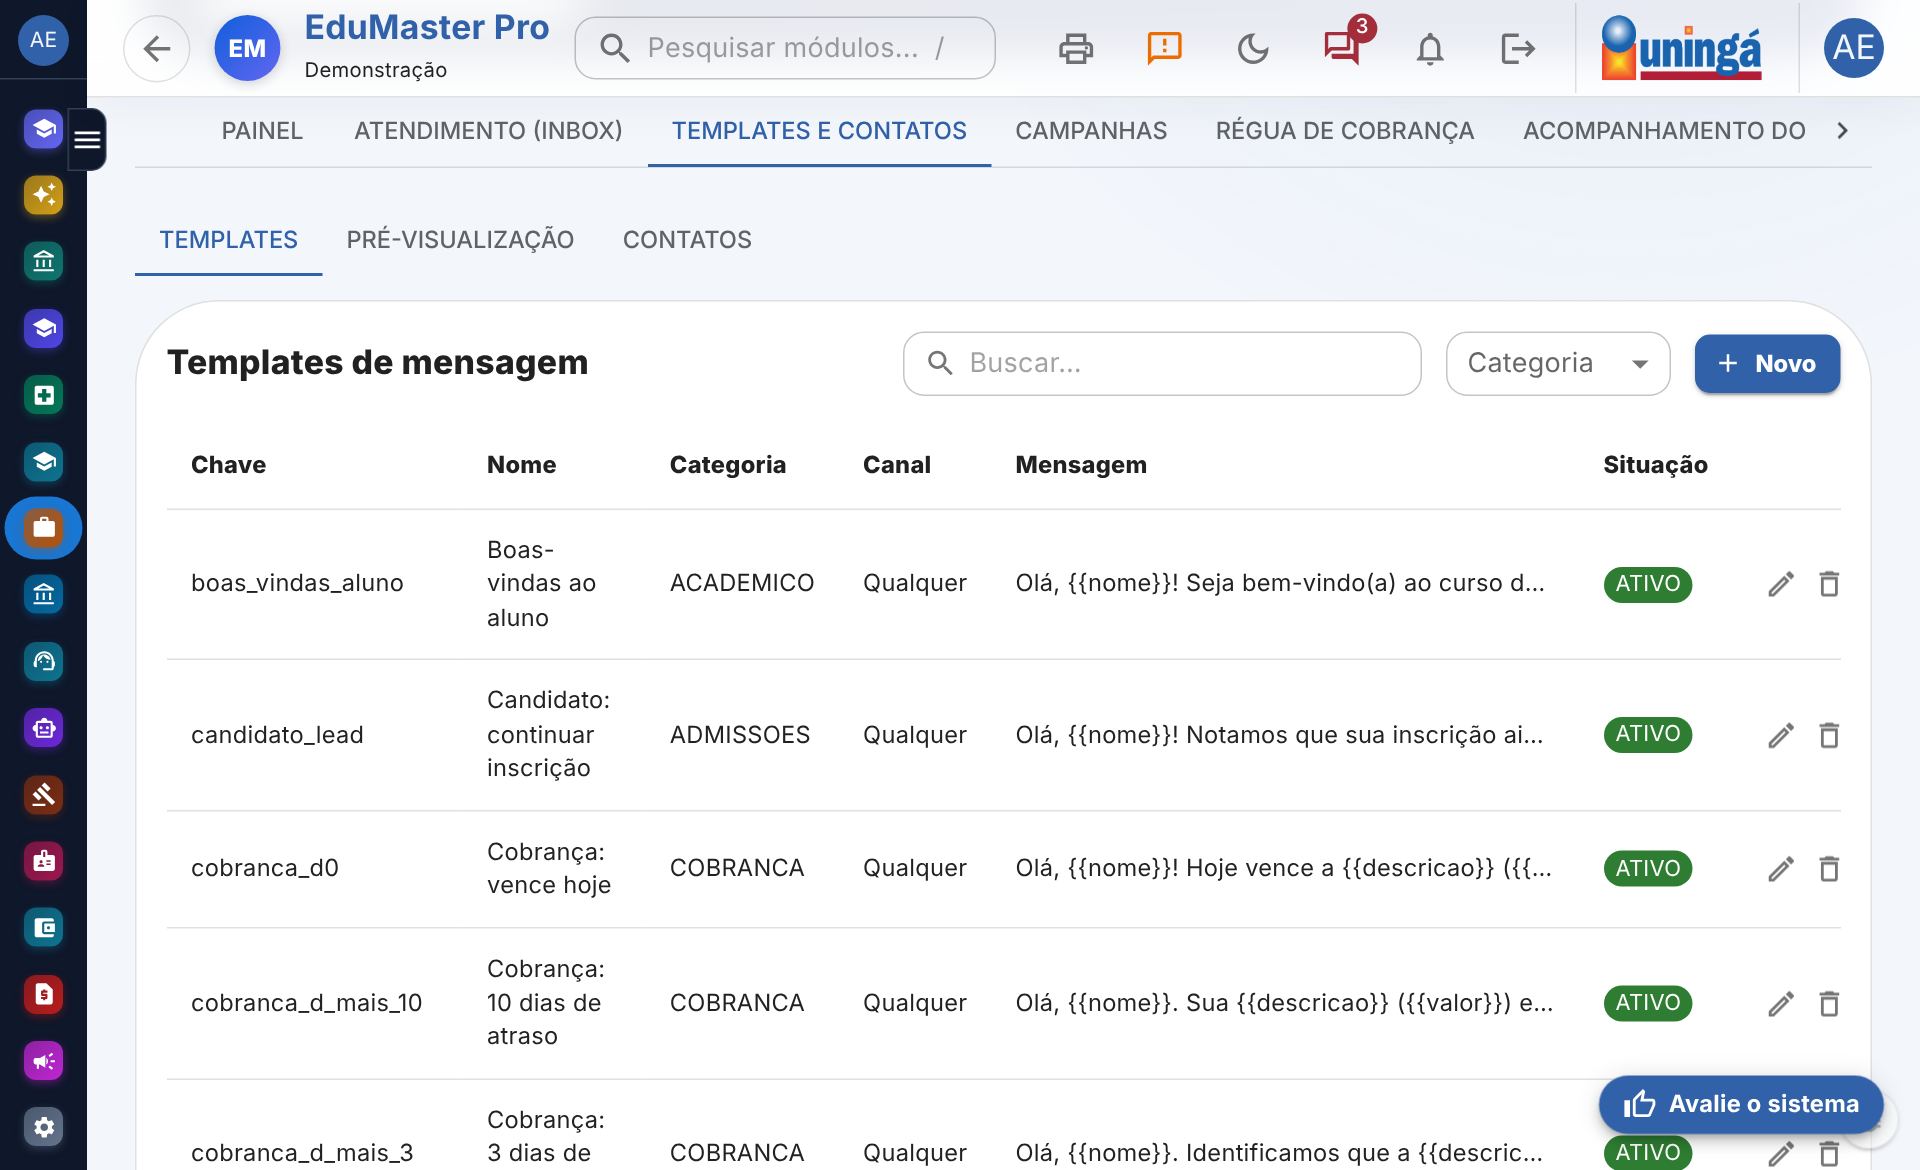 AE
EM
EduMaster Pro
Demonstração
Pesquisar módulos... /
3
uningá
AE
PAINEL
ATENDIMENTO (INBOX)
TEMPLATES E CONTATOS
CAMPANHAS
RÉGUA DE COBRANÇA
ACOMPANHAMENTO DO
TEMPLATES
PRÉ-VISUALIZAÇÃO
CONTATOS
Templates de mensagem
Buscar...
Categoria
Novo
Chave Nome Categoria Canal Mensagem Situação
boas_vindas_aluno
Boas-
vindas ao
aluno
ACADEMICO
Qualquer
Olá, {{nome}}! Seja bem-vindo(a) ao curso d...
ATIVO
candidato_lead
Candidato:
continuar
inscrição
ADMISSOES
Qualquer
Olá, {{nome}}! Notamos que sua inscrição ai...
ATIVO
cobranca_d0
Cobrança:
vence hoje
COBRANCA
Qualquer
Olá, {{nome}}! Hoje vence a {{descricao}} ({{...
ATIVO
cobranca_d_mais_10
Cobrança:
10 dias de
atraso
COBRANCA
Qualquer
Olá, {{nome}}. Sua {{descricao}} ({{valor}}) e...
ATIVO
cobranca_d_mais_3
Cobrança:
3 dias de
COBRANCA
Qualquer
Olá, {{nome}}. Identificamos que a {{descric...
ATIVO
Avalie o sistema